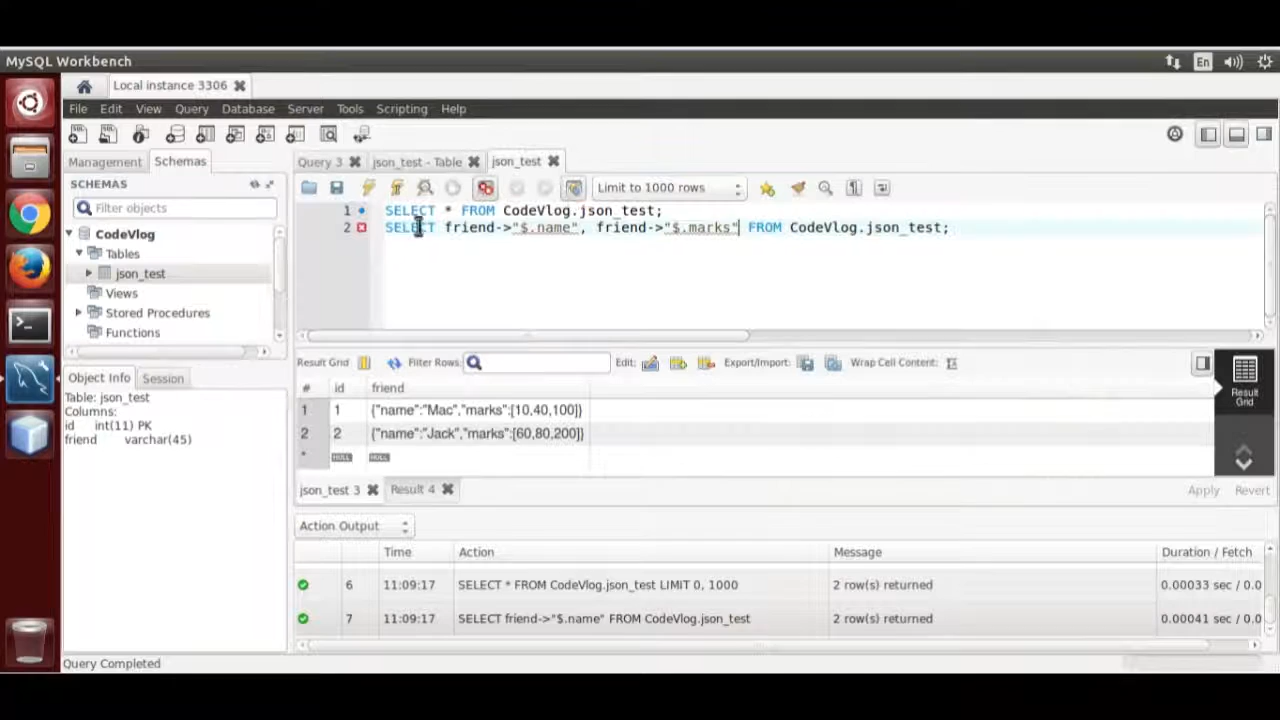 MySQL Workbench
En
Local instance 3306
File Edit View Query Database Server Tools Scripting Help
Management Schemas
Query 3 json_test - Table json_test
SCHEMAS
Filter objects
Limit to 1000 rows
CodeVlog
Tables
json_test
Views
Stored Procedures
Functions
1 SELECT * FROM CodeVlog.json_test;
2 SELECT friend->"$.name", friend->"$.marks" FROM CodeVlog.json_test;
Object Info Session
Table: json_test
Columns:
id int(11) PK
friend varchar(45)
Result Grid Filter Rows: Edit: Export/Import: Wrap Cell Content:
# id friend
1 1 {"name":"Mac","marks":[10,40,100]}
2 2 {"name":"Jack","marks":[60,80,200]}
* NULL NULL
Result Grid
json_test 3 Result 4
Apply Revert
Action Output
Time Action Message Duration / Fetch
6 11:09:17 SELECT * FROM CodeVlog.json_test LIMIT 0, 1000 2 row(s) returned 0.00033 sec / 0.0
7 11:09:17 SELECT friend->"$.name" FROM CodeVlog.json_test 2 row(s) returned 0.00041 sec / 0.0
Query Completed